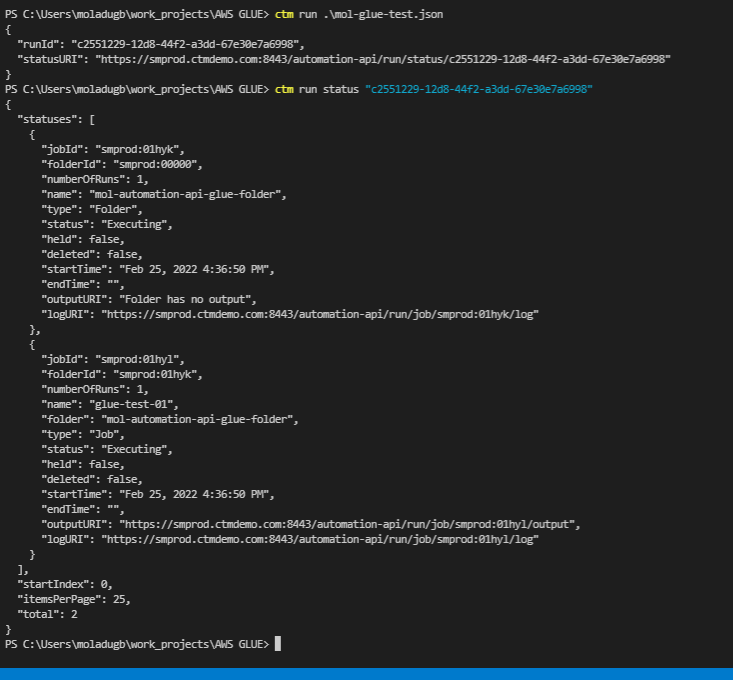 PS C:\Users\moladugb\work_projects\AWS GLUE> ctm run .\mol-glue-test.json
{
  "runId": "c2551229-12d8-44f2-a3dd-67e30e7a6998",
  "statusURI": "https://smprod.ctmdemo.com:8443/automation-api/run/status/c2551229-12d8-44f2-a3dd-67e30e7a6998"
}
PS C:\Users\moladugb\work_projects\AWS GLUE> ctm run status "c2551229-12d8-44f2-a3dd-67e30e7a6998"
{
  "statuses": [
    {
      "jobId": "smprod:01hyk",
      "folderId": "smprod:00000",
      "numberOfRuns": 1,
      "name": "mol-automation-api-glue-folder",
      "type": "Folder",
      "status": "Executing",
      "held": false,
      "deleted": false,
      "startTime": "Feb 25, 2022 4:36:50 PM",
      "endTime": "",
      "outputURI": "Folder has no output",
      "logURI": "https://smprod.ctmdemo.com:8443/automation-api/run/job/smprod:01hyk/log"
    },
    {
      "jobId": "smprod:01hyl",
      "folderId": "smprod:01hyk",
      "numberOfRuns": 1,
      "name": "glue-test-01",
      "folder": "mol-automation-api-glue-folder",
      "type": "Job",
      "status": "Executing",
      "held": false,
      "deleted": false,
      "startTime": "Feb 25, 2022 4:36:50 PM",
      "endTime": "",
      "outputURI": "https://smprod.ctmdemo.com:8443/automation-api/run/job/smprod:01hyl/output",
      "logURI": "https://smprod.ctmdemo.com:8443/automation-api/run/job/smprod:01hyl/log"
    }
  ],
  "startIndex": 0,
  "itemsPerPage": 25,
  "total": 2
}
PS C:\Users\moladugb\work_projects\AWS GLUE>